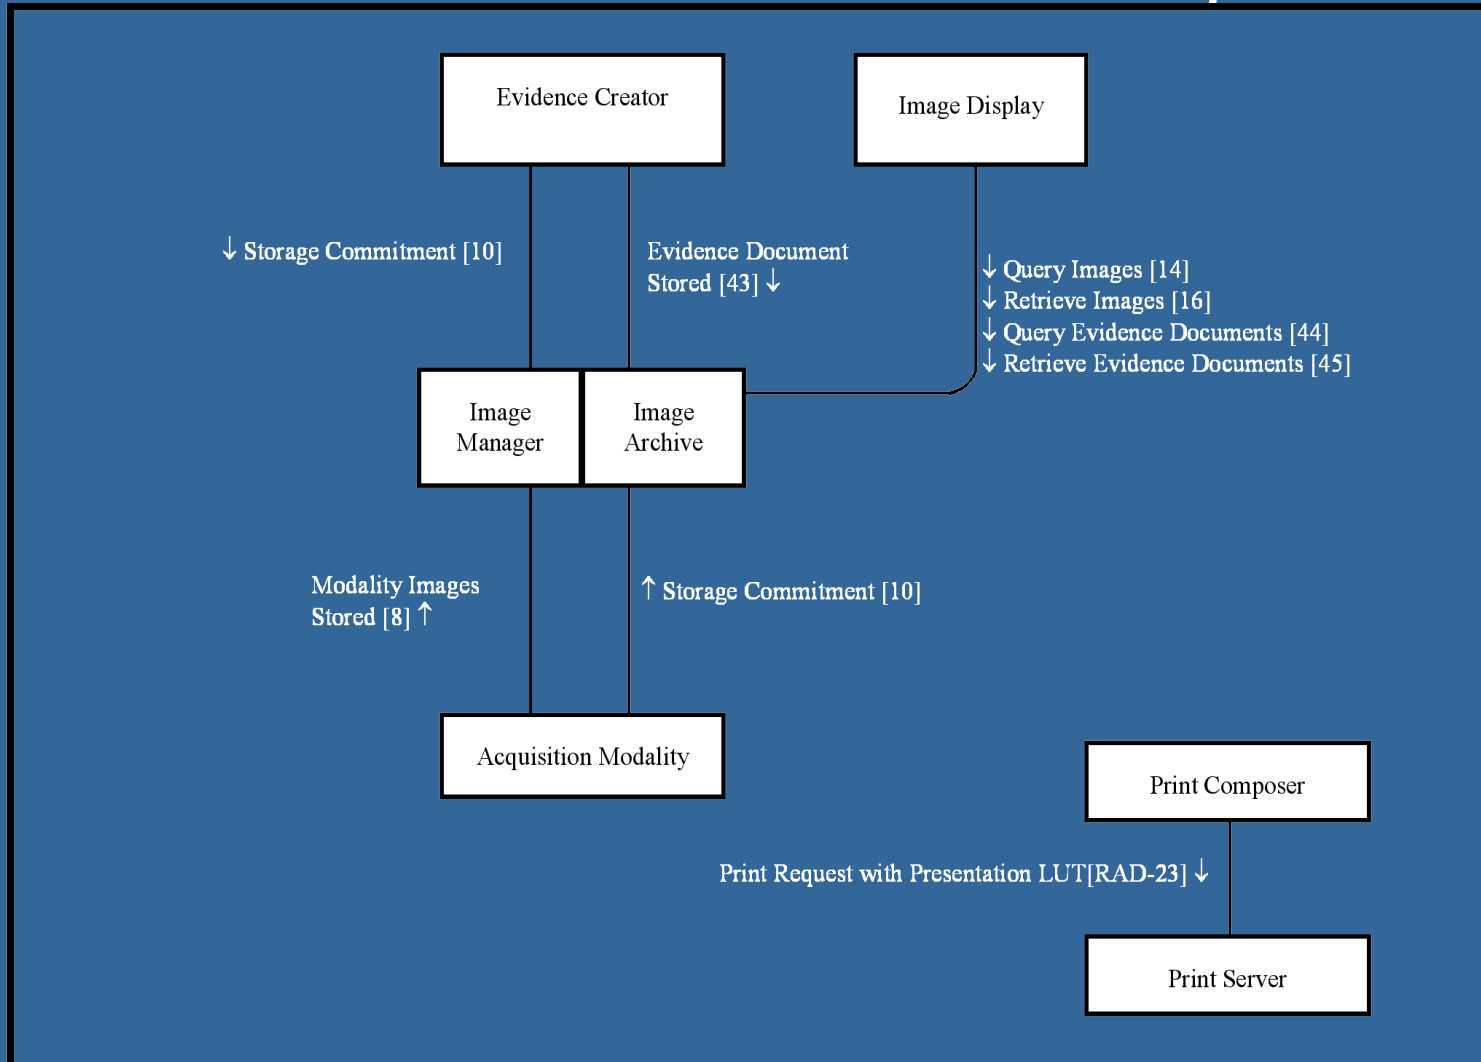 Evidence Creator
Image Display
↓ Storage Commitment [10]
Evidence Document
Stored [43] ↓
↓ Query Images [14]
↓ Retrieve Images [16]
↓ Query Evidence Documents [44]
↓ Retrieve Evidence Documents [45]
Image
Manager
Image
Archive
Modality Images
Stored [8] ↑
↑ Storage Commitment [10]
Acquisition Modality
Print Composer
Print Request with Presentation LUT[RAD-23] ↓
Print Server